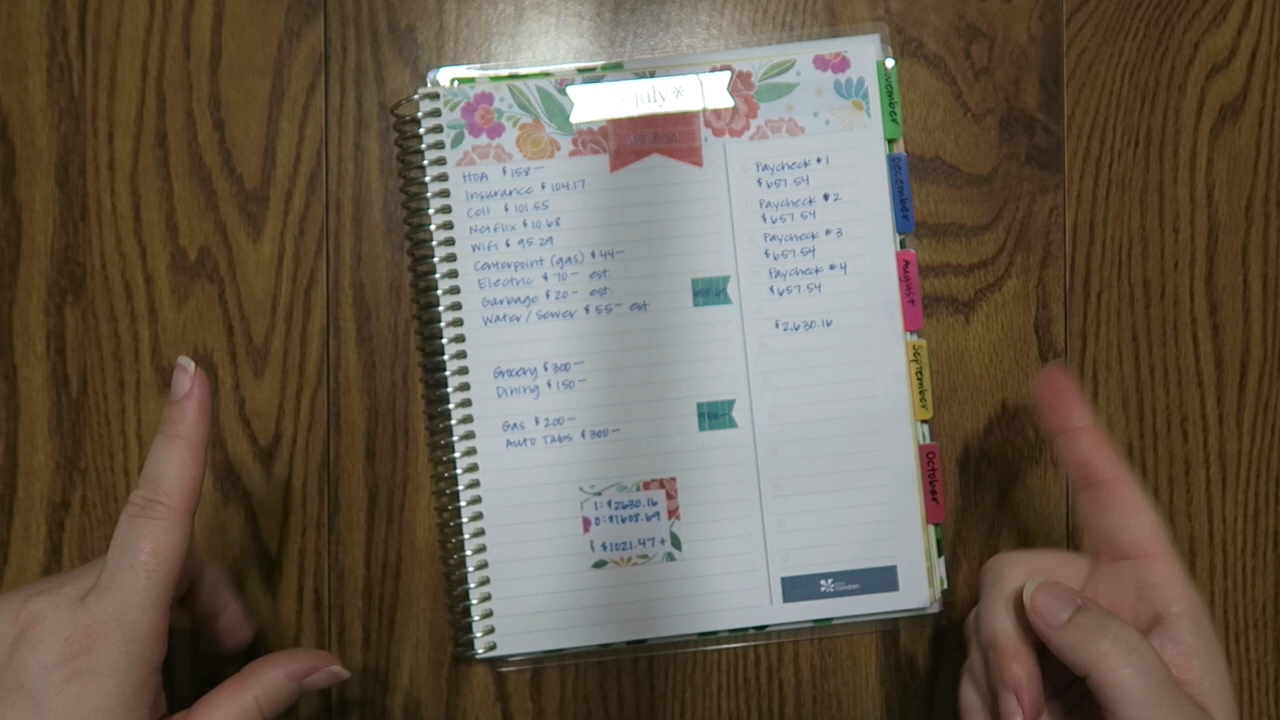 July*
HOA $158—
Insurance $104.17
Cell $101.55
Netflix $10.68
Wifi $95.29
Centerpoint (gas) $44—
Electric $70— est.
Garbage $20— est.
Water/Sewer $55— est
Grocery $300—
Dining $150—
Gas $200—
Auto Tabs $300—
I: $2630.16
O: $1608.69
$1021.47+
Paycheck #1
$657.54
Paycheck #2
$657.54
Paycheck #3
$657.54
Paycheck #4
$657.54
$2,630.16
Condren
August
September
October